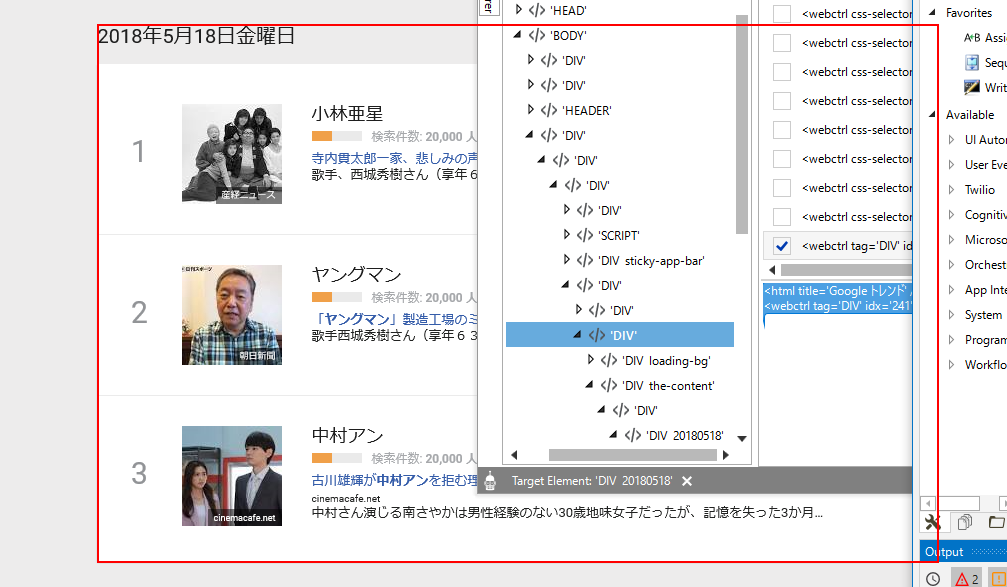 2018年5月18日金曜日
1
小林亜星
検索件数: 20,000 人
寺内貫太郎一家、悲しみの声
歌手、西城秀樹さん（享年６
産経ニュース
2
ヤングマン
検索件数: 20,000 人
「ヤングマン」製造工場のミ
歌手西城秀樹さん（享年６３
日刊スポーツ
朝日新聞
3
中村アン
検索件数: 20,000 人
古川雄輝が中村アンを拒む理
cinemacafe.net
中村さん演じる南さやかは男性経験のない30歳地味女子だったが、記憶を失った3か月...
cinemacafe.net
rer
</> 'HEAD'
</> 'BODY'
</> 'DIV'
</> 'DIV'
</> 'HEADER'
</> 'DIV'
</> 'DIV'
</> 'DIV'
</> 'DIV'
</> 'SCRIPT'
</> 'DIV sticky-app-bar'
</> 'DIV'
</> 'DIV'
</> 'DIV'
</> 'DIV loading-bg'
</> 'DIV the-content'
</> 'DIV'
</> 'DIV 20180518'
Target Element: 'DIV 20180518'
<webctrl css-selector
<webctrl css-selector
<webctrl css-selector
<webctrl css-selector
<webctrl css-selector
<webctrl css-selector
<webctrl css-selector
<webctrl css-selector
<webctrl tag='DIV' id
<html title='Google トレンド' /
<webctrl tag='DIV' idx='241'
Favorites
A*B Assi
Sequ
Writ
Available
UI Autor
User Eve
Twilio
Cognitiv
Microso
Orchest
App Inte
System
Program
Workflo
Output
2